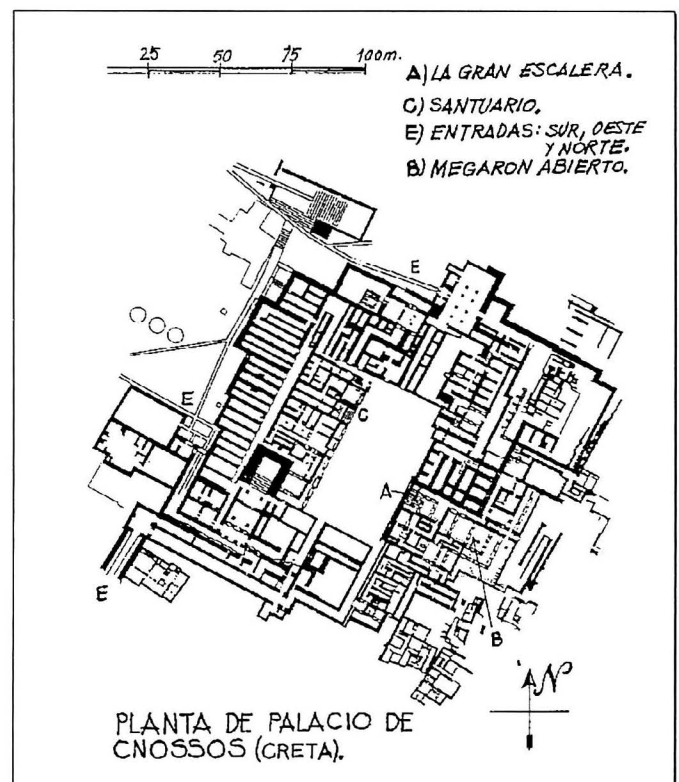 25 50 75 100m.
A) LA GRAN ESCALERA.
C) SANTUARIO.
E) ENTRADAS: SUR, OESTE
Y NORTE.
B) MEGARON ABIERTO.
E
C
E
A
B
E
N
PLANTA DE PALACIO DE
CNOSSOS (CRETA).